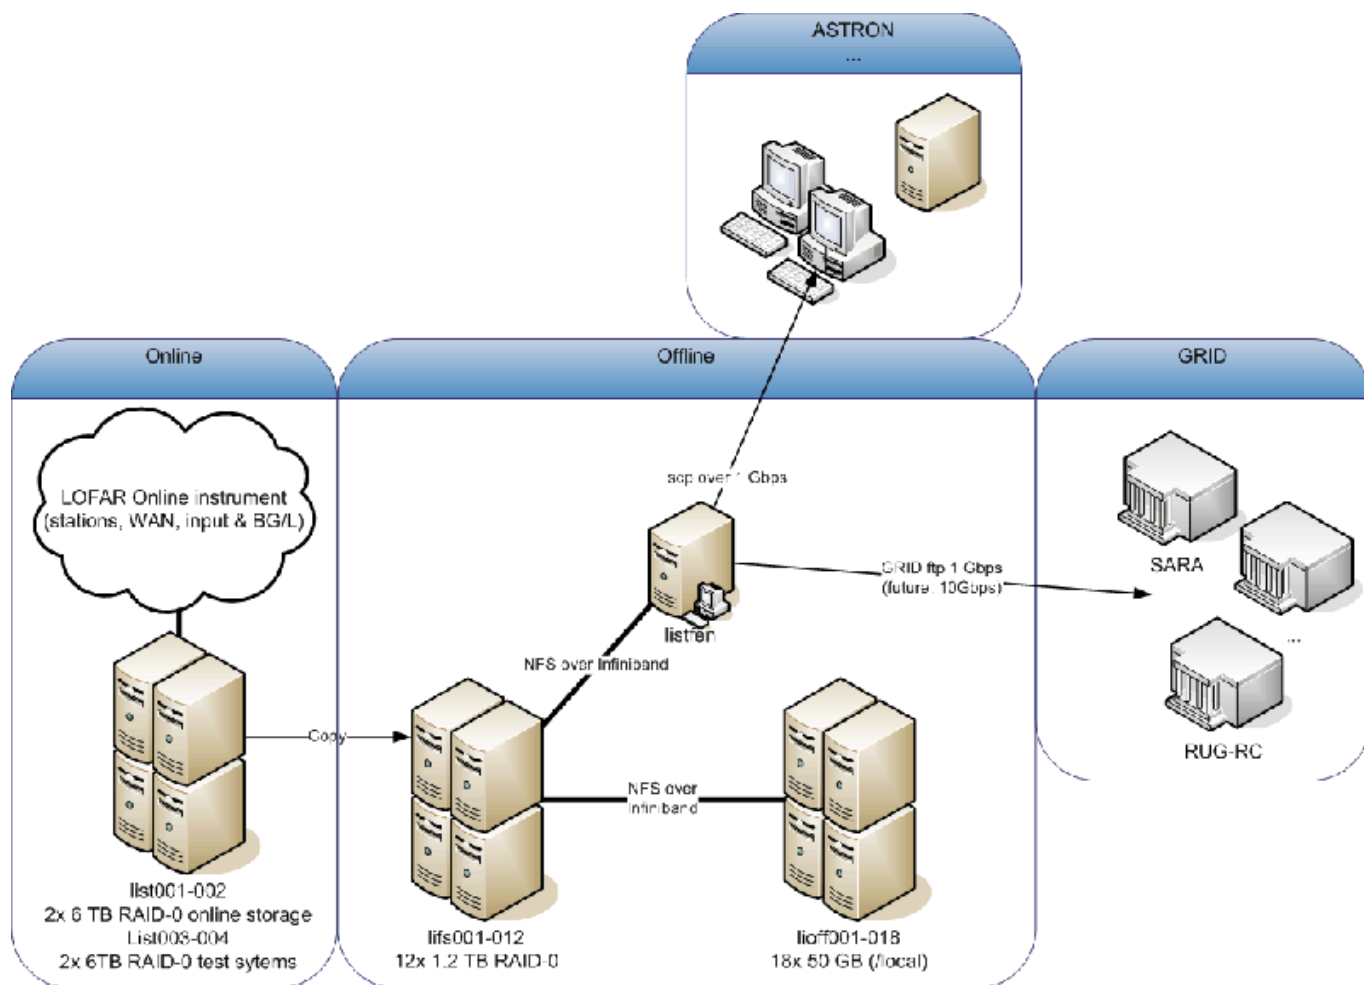 ASTRON
...
Online
Offline
GRID
LOFAR Online instrument
(stations, WAN, input & BG/L)
scp over 1 Gbps
GRID ftp 1 Gbps
(future: 10Gbps)
SARA
...
RUG-RC
listfen
NFS over Infiniband
Copy
NFS over
Infiniband
list001-002
2x 6 TB RAID-0 online storage
List003-004
2x 6TB RAID-0 test sytems
lifs001-012
12x 1.2 TB RAID-0
lioff001-018
18x 50 GB (/local)